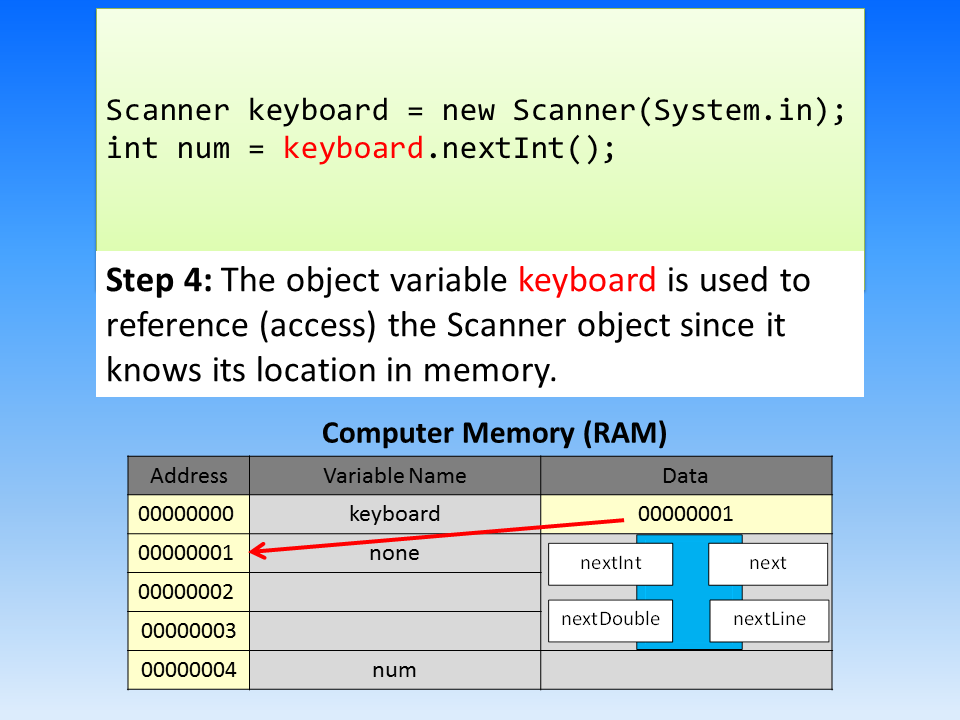 Scanner keyboard = new Scanner(System.in);
int num = keyboard.nextInt();
Step 4: The object variable keyboard is used to
reference (access) the Scanner object since it
knows its location in memory.
Computer Memory (RAM)
Address Variable Name Data
00000000 keyboard 00000001
00000001 none
nextInt next
00000002
nextDouble nextLine
00000003
00000004 num